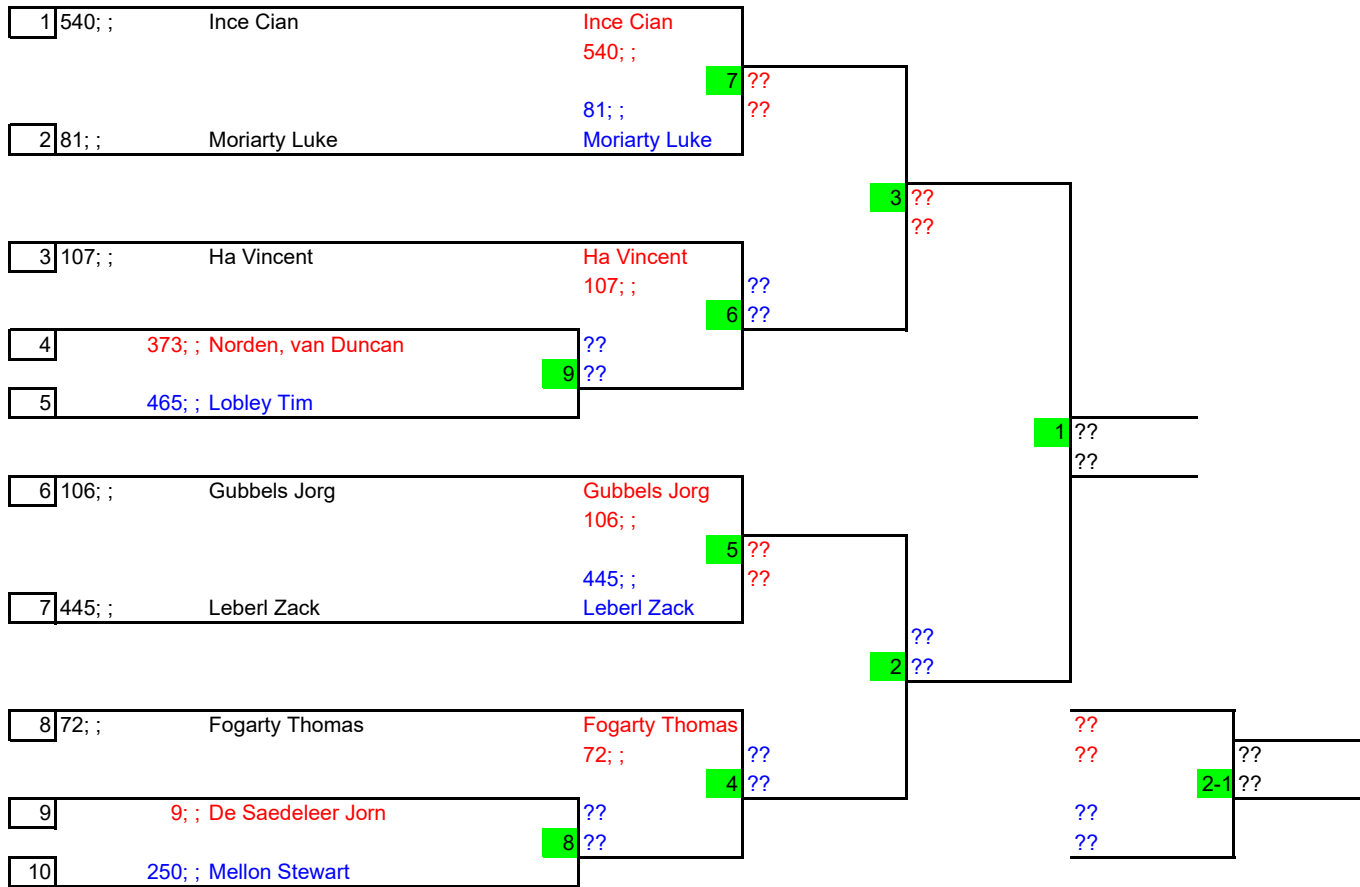 1 540; ; Ince Cian Ince Cian
540; ;
7 ??
81; ; ??
2 81; ; Moriarty Luke Moriarty Luke
3 ??
??
3 107; ; Ha Vincent Ha Vincent
107; ; ??
6 ??
4 373; ; Norden, van Duncan ??
9 ??
5 465; ; Lobley Tim
1 ??
??
6 106; ; Gubbels Jorg Gubbels Jorg
106; ;
5 ??
445; ; ??
7 445; ; Leberl Zack Leberl Zack
??
2 ??
8 72; ; Fogarty Thomas Fogarty Thomas ??
72; ; ?? ?? ??
4 ?? 2-1 ??
9 9; ; De Saedeleer Jorn ?? ??
8 ?? ??
10 250; ; Mellon Stewart